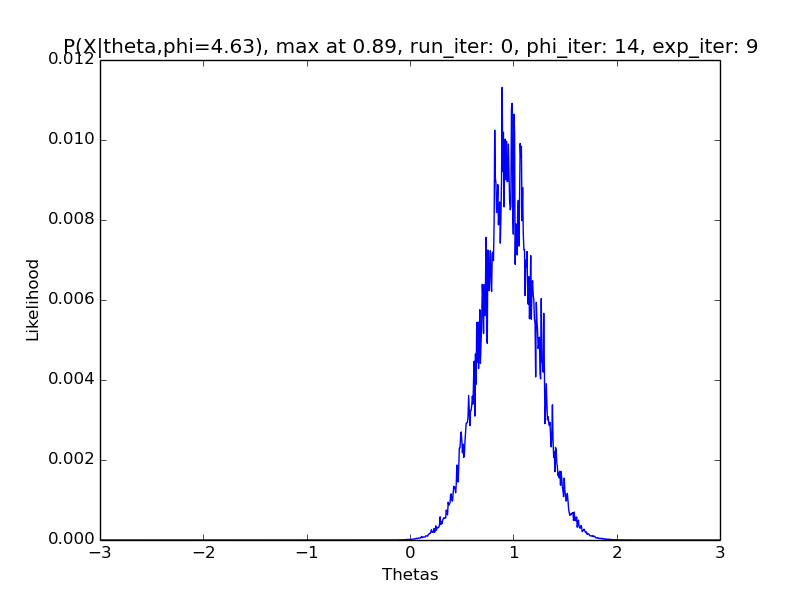 P(X|theta,phi=4.63), max at 0.89, run_iter: 0, phi_iter: 14, exp_iter: 9
0.012
0.010
0.008
0.006
0.004
0.002
0.000
Likelihood
−3 −2 −1 0 1 2 3
Thetas